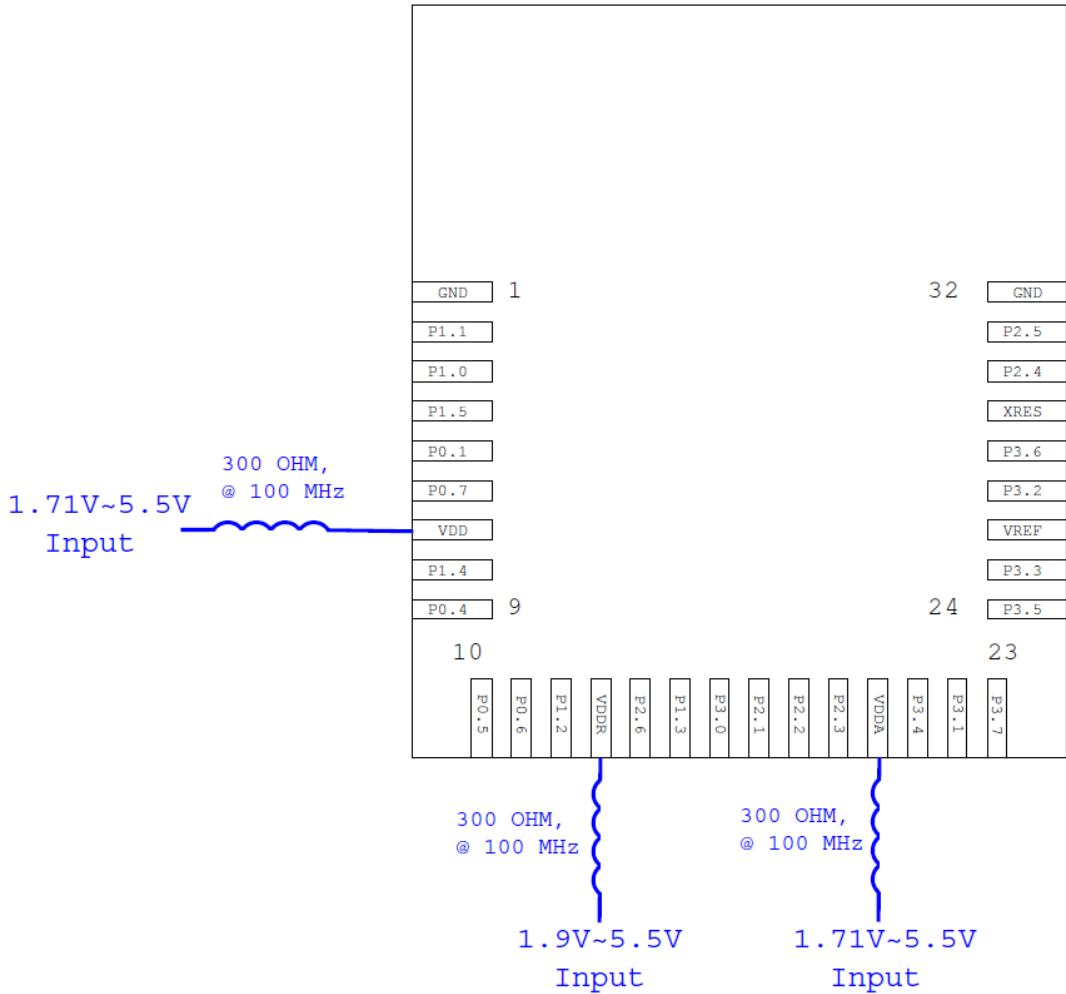 GND 1
P1.1
P1.0
P1.5
P0.1
P0.7
VDD
P1.4
P0.4 9
300 OHM,
@ 100 MHz
1.71V~5.5V
Input
32 GND
P2.5
P2.4
XRES
P3.6
P3.2
VREF
P3.3
24 P3.5
10
23
P0.5
P0.6
P1.2
VDDR
P2.6
P1.3
P3.0
P2.1
P2.2
P2.3
VDDA
P3.4
P3.1
P3.7
300 OHM,
@ 100 MHz
1.9V~5.5V
Input
300 OHM,
@ 100 MHz
1.71V~5.5V
Input